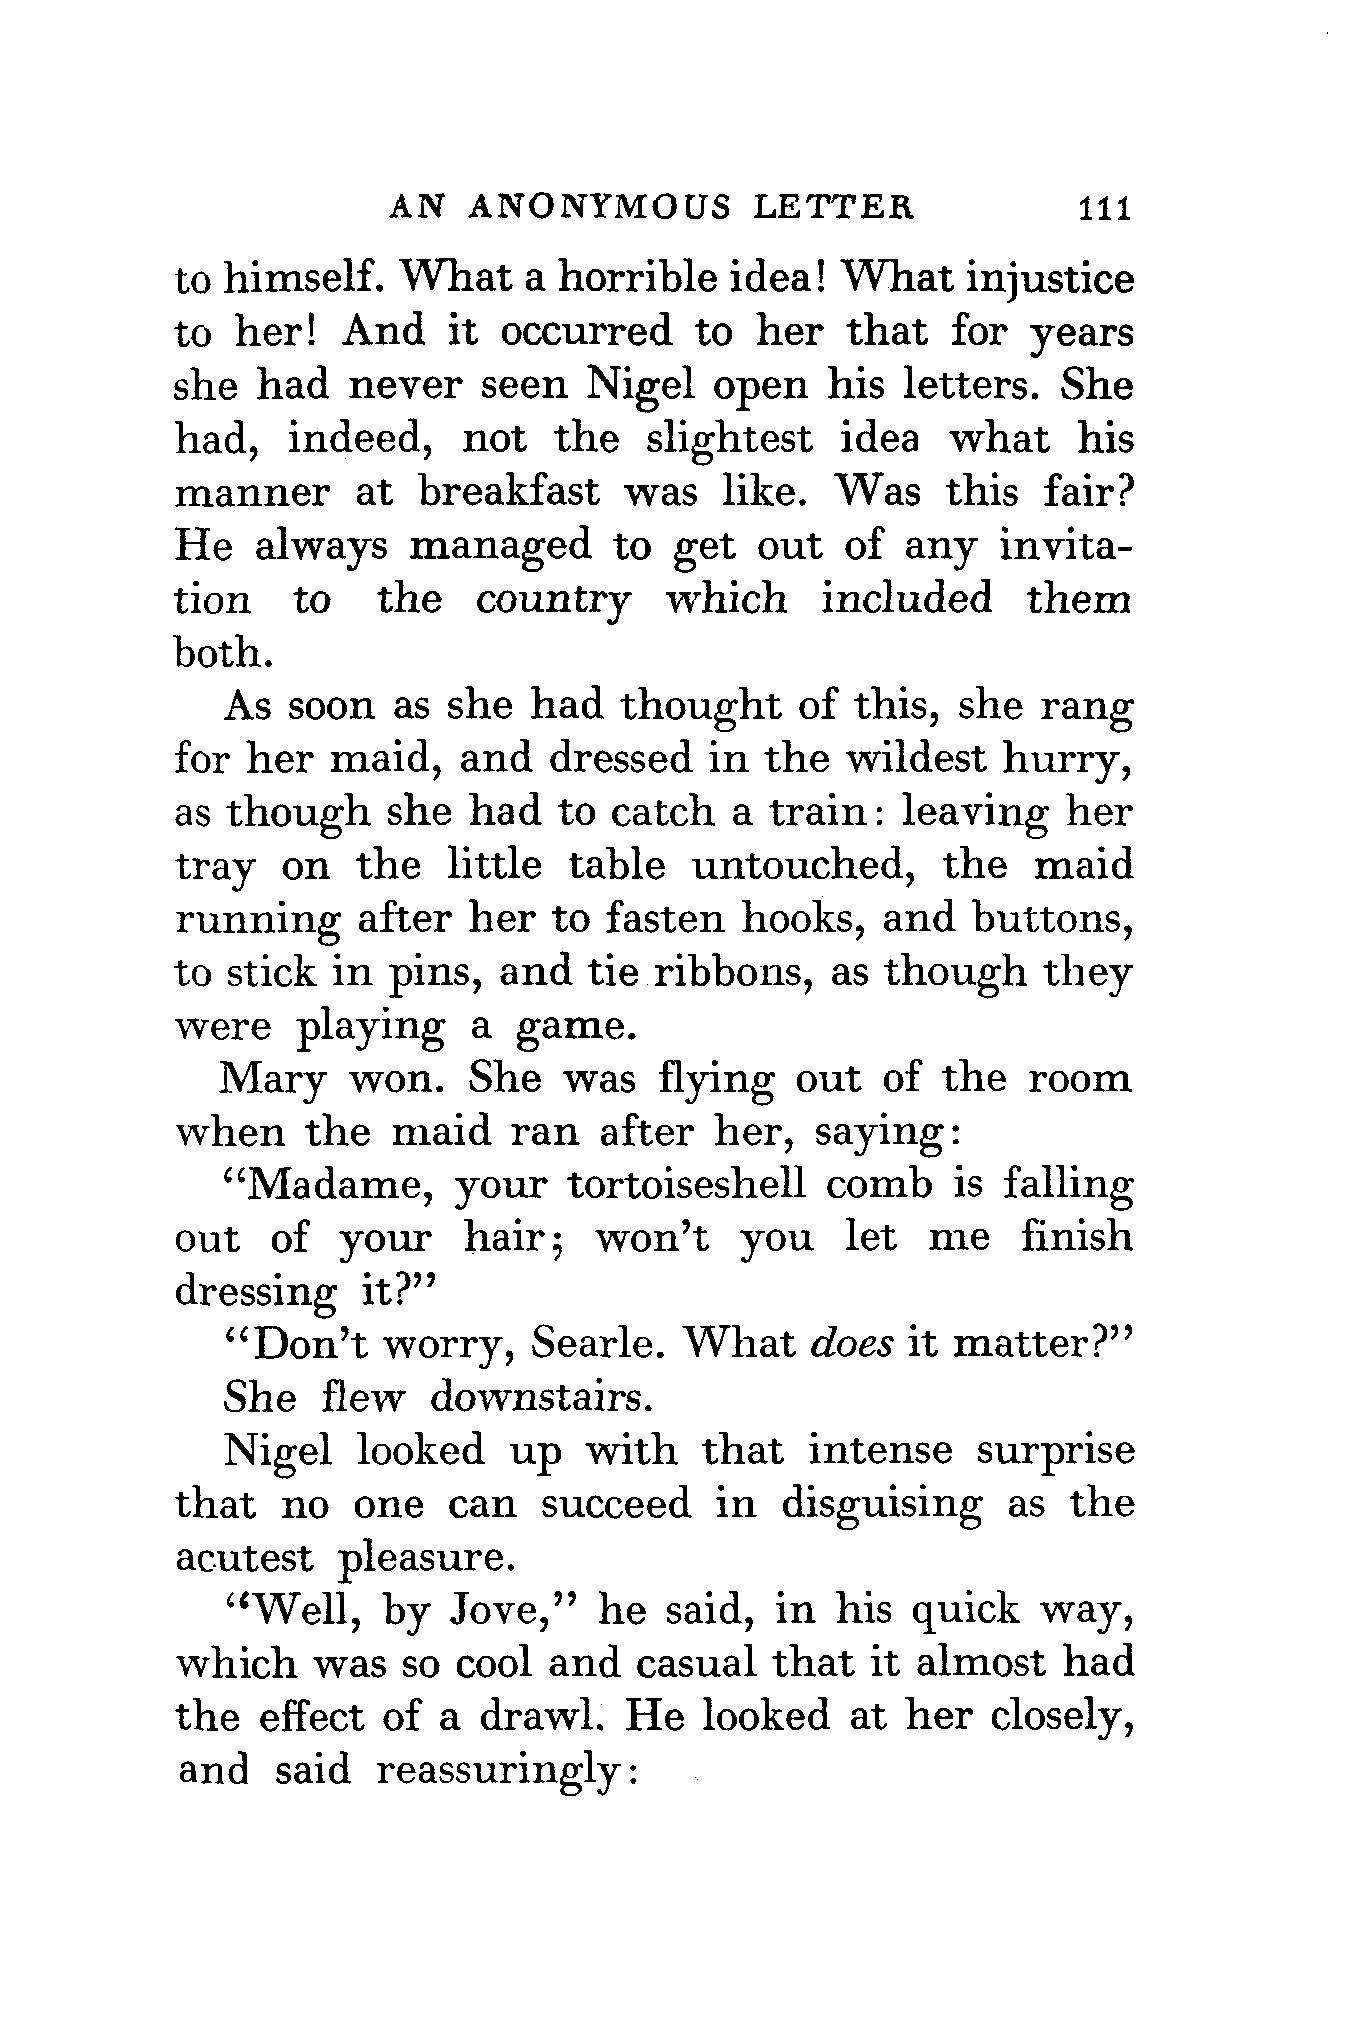 AN ANONYMOUS LETTER 111
to himself. What a horrible idea! What injustice
to her! And it occurred to her that for years
she had never seen Nigel open his letters. She
had, indeed, not the slightest idea what his
manner at breakfast was like. Was this fair?
He always managed to get out of any invita-
tion to the country which included them
both.
As soon as she had thought of this, she rang
for her maid, and dressed in the wildest hurry,
as though she had to catch a train: leaving her
tray on the little table untouched, the maid
running after her to fasten hooks, and buttons,
to stick in pins, and tie ribbons, as though they
were playing a game.
Mary won. She was flying out of the room
when the maid ran after her, saying:
“Madame, your tortoiseshell comb is falling
out of your hair; won’t you let me finish
dressing it?”
“Don’t worry, Searle. What does it matter?”
She flew downstairs.
Nigel looked up with that intense surprise
that no one can succeed in disguising as the
acutest pleasure.
“Well, by Jove,” he said, in his quick way,
which was so cool and casual that it almost had
the effect of a drawl. He looked at her closely,
and said reassuringly: